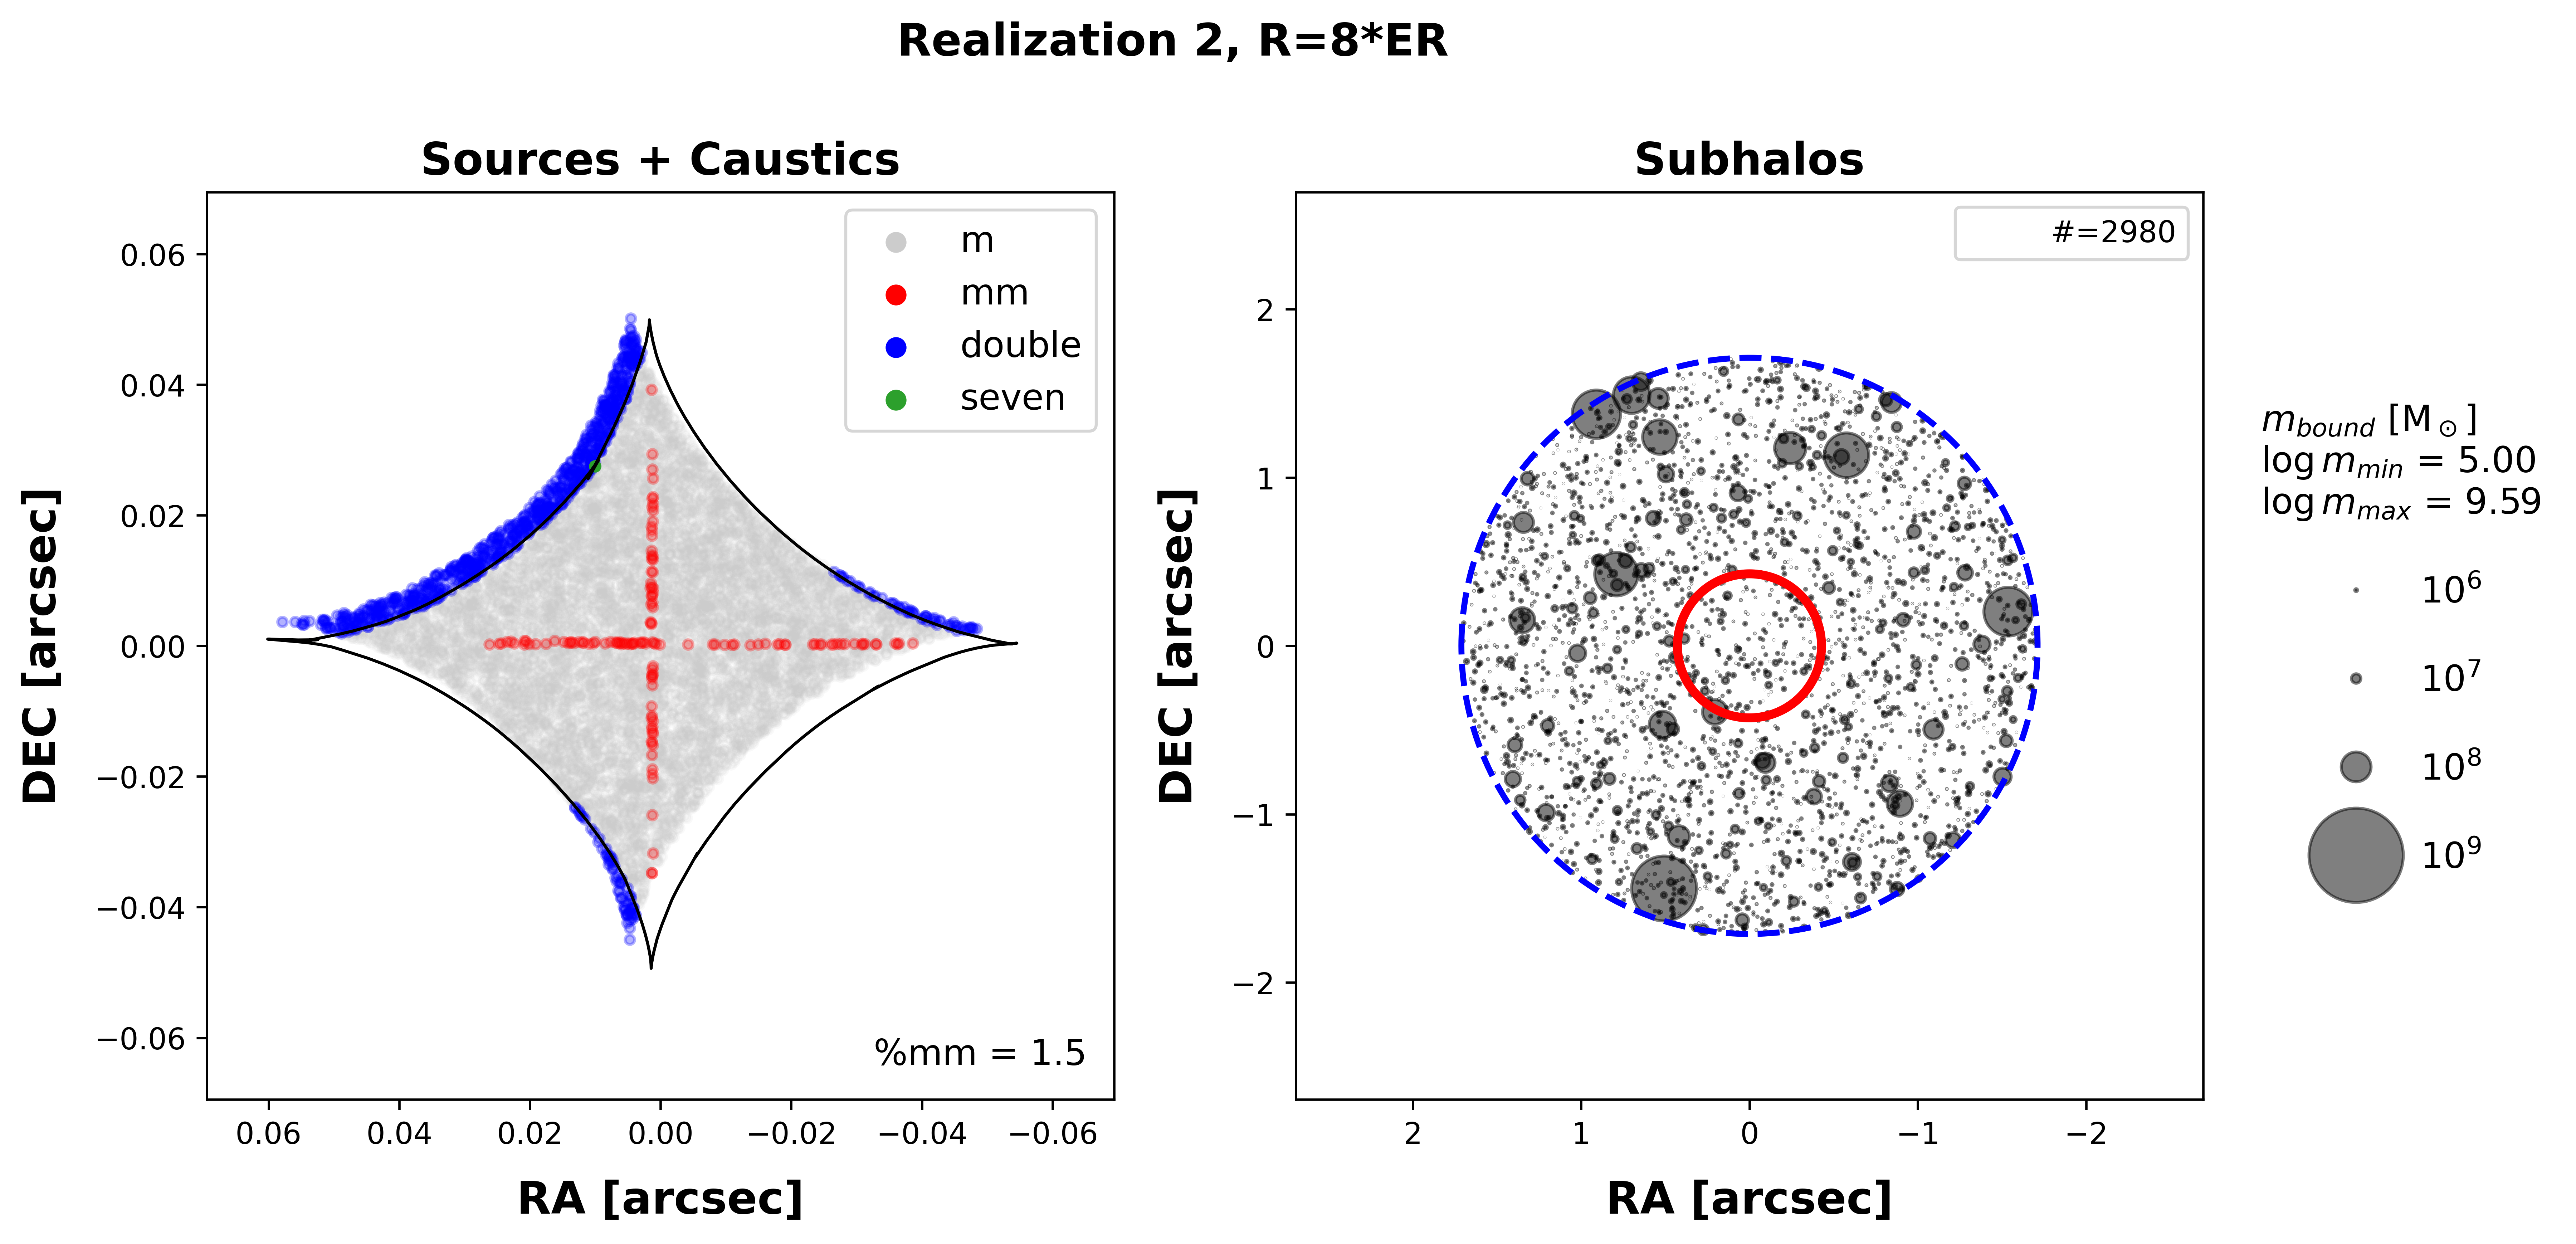 Realization 2, R=8*ER
Sources + Caustics
m
mm
double
seven
0.06
0.04
0.02
0.00
−0.02
−0.04
−0.06
DEC [arcsec]
%mm = 1.5
0.06 0.04 0.02 0.00 −0.02 −0.04 −0.06
RA [arcsec]
Subhalos
#=2980
2
1
0
−1
−2
DEC [arcsec]
2 1 0 −1 −2
RA [arcsec]
m_bound [M_⊙]
log m_min = 5.00
log m_max = 9.59
10^6
10^7
10^8
10^9